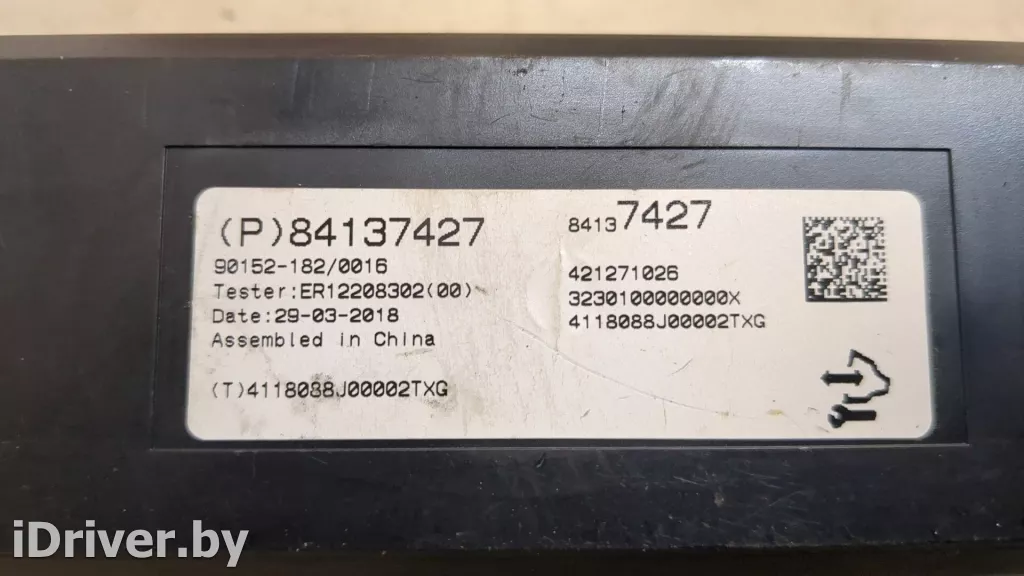 (P)84137427
90152-182/0016
Tester:ER12208302(00)
Date:29-03-2018
Assembled in China
(T)4118088J00002TXG
84137427
421271026
3230100000000X
4118088J00002TXG
iDriver.by